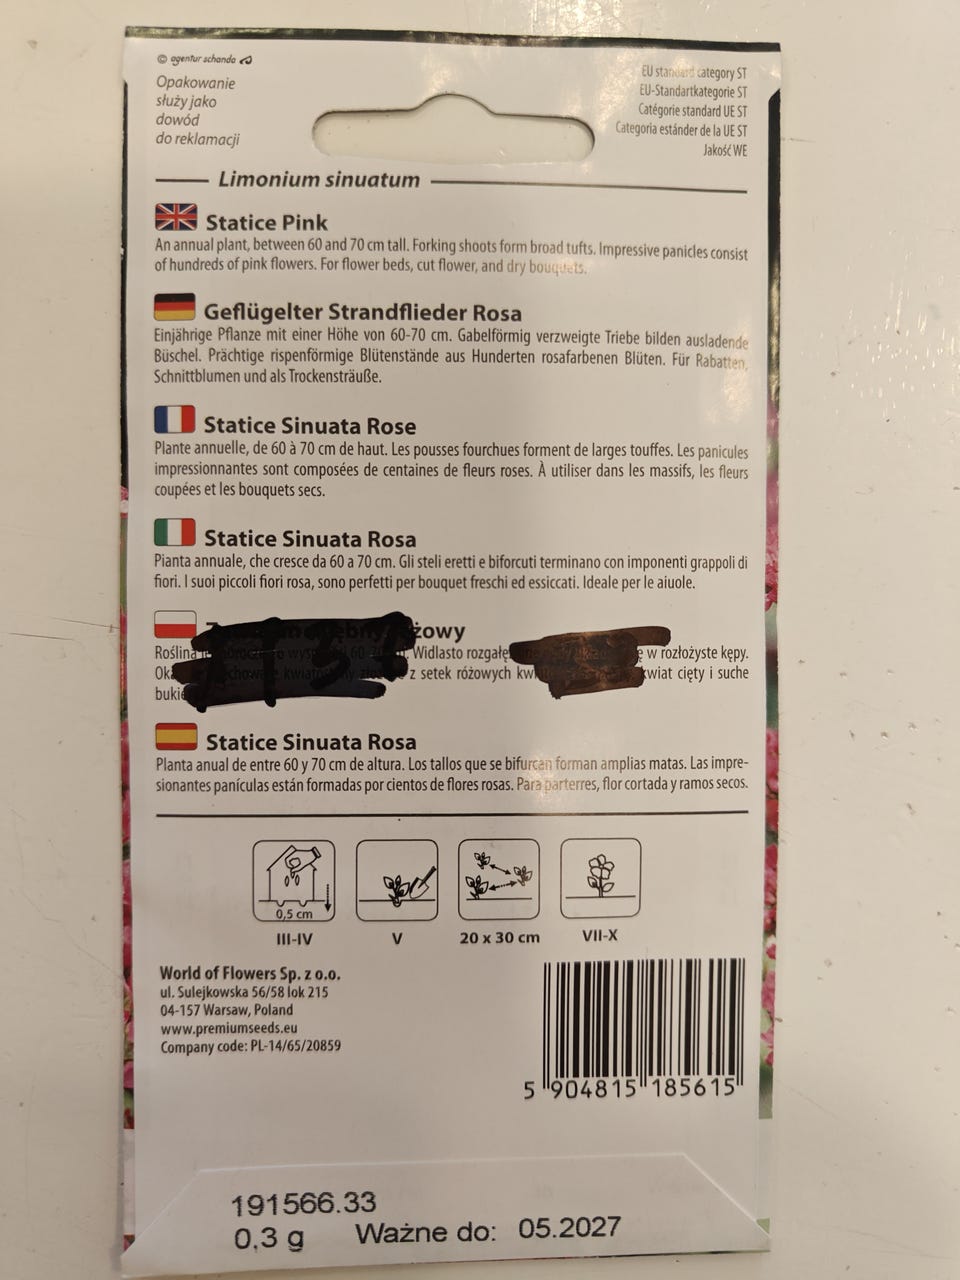 © agentur schanda
Opakowanie
służy jako
dowód
do reklamacji
EU standard category ST
EU-Standartkategorie ST
Catégorie standard UE ST
Categoria estánder de la UE ST
Jakość WE
Limonium sinuatum
Statice Pink
An annual plant, between 60 and 70 cm tall. Forking shoots form broad tufts. Impressive panicles consist
of hundreds of pink flowers. For flower beds, cut flower, and dry bouquets.
Geflügelter Strandflieder Rosa
Einjährige Pflanze mit einer Höhe von 60-70 cm. Gabelförmig verzweigte Triebe bilden ausladende
Büschel. Prächtige rispenförmige Blütenstände aus Hunderten rosafarbenen Blüten. Für Rabatten,
Schnittblumen und als Trockensträuße.
Statice Sinuata Rose
Plante annuelle, de 60 à 70 cm de haut. Les pousses fourchues forment de larges touffes. Les panicules
impressionnantes sont composées de centaines de fleurs roses. À utiliser dans les massifs, les fleurs
coupées et les bouquets secs.
Statice Sinuata Rosa
Pianta annuale, che cresce da 60 a 70 cm. Gli steli eretti e biforcuti terminano con imponenti grappoli di
fiori. I suoi piccoli fiori rosa, sono perfetti per bouquet freschi ed essiccati. Ideale per le aiuole.
Roślina 60-70 Widlasto w rozłożyste kępy.
z setek różowych kwiat cięty i suche
Statice Sinuata Rosa
Planta anual de entre 60 y 70 cm de altura. Los tallos que se bifurcan forman amplias matas. Las impre-
sionantes panículas están formadas por cientos de flores rosas. Para parterres, flor cortada y ramos secos.
0,5 cm
III-IV V 20 x 30 cm VII-X
World of Flowers Sp. z o.o.
ul. Sulejkowska 56/58 lok 215
04-157 Warsaw, Poland
www.premiumseeds.eu
Company code: PL-14/65/20859
5 904815 185615
191566.33
0,3 g Ważne do: 05.2027